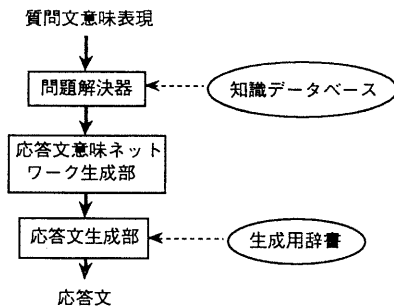 質問文意味表現
問題解決器
知識データベース
応答文意味ネット
ワーク生成部
応答文生成部
生成用辞書
応答文